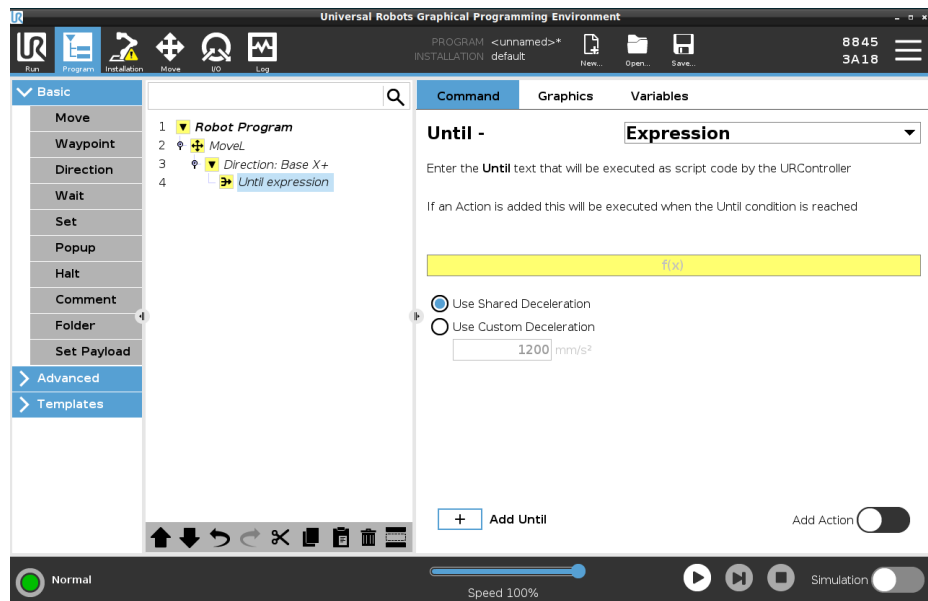 Universal Robots Graphical Programming Environment
UR
Run
Program
Installation
Move
I/O
Log
PROGRAM <unnamed>*
INSTALLATION default
New...
Open...
Save...
8845
3A18
Basic
Move
Waypoint
Direction
Wait
Set
Popup
Halt
Comment
Folder
Set Payload
Advanced
Templates
1 Robot Program
2 MoveL
3 Direction: Base X+
4 Until expression
Command Graphics Variables
Until - Expression
Enter the Until text that will be executed as script code by the URController
If an Action is added this will be executed when the Until condition is reached
f(x)
Use Shared Deceleration
Use Custom Deceleration
1200 mm/s²
+ Add Until
Add Action
Normal
Speed 100%
Simulation